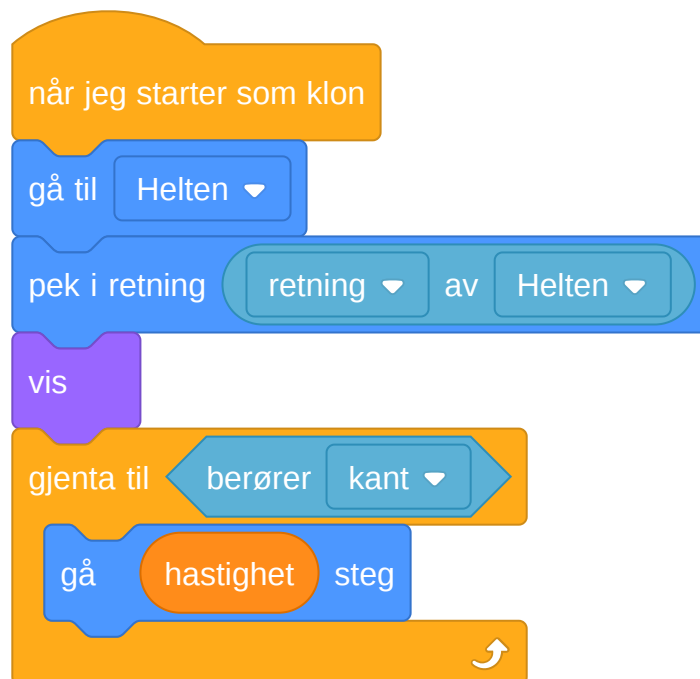 når jeg starter som klon
gå til Helten
pek i retning retning av Helten
vis
gjenta til berører kant
gå hastighet steg